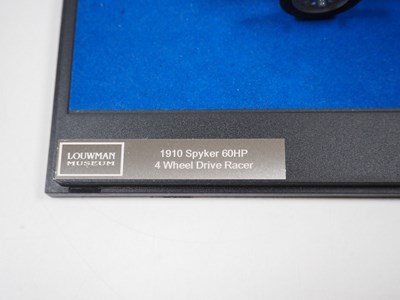 LOUWMAN
MUSEUM
1910 Spyker 60HP
4 Wheel Drive Racer